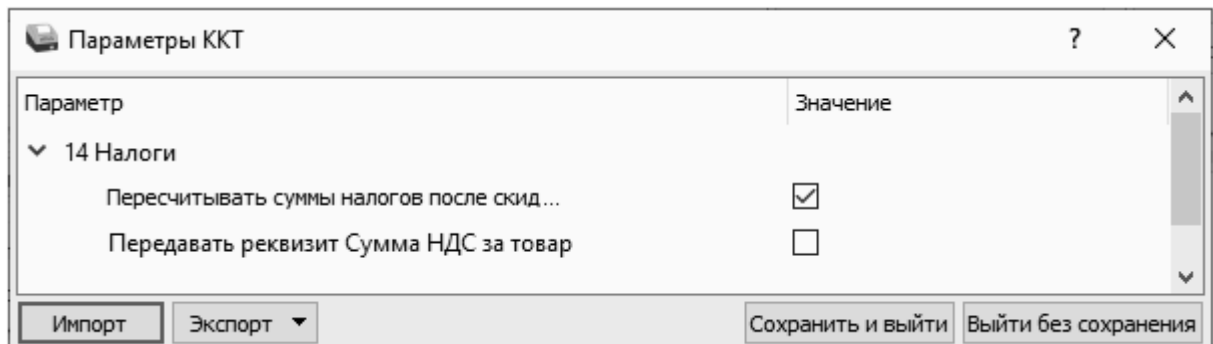 Параметры ККТ ?
Параметр Значение
14 Налоги
Пересчитывать суммы налогов после скид...
Передавать реквизит Сумма НДС за товар
Импорт Экспорт Сохранить и выйти Выйти без сохранения